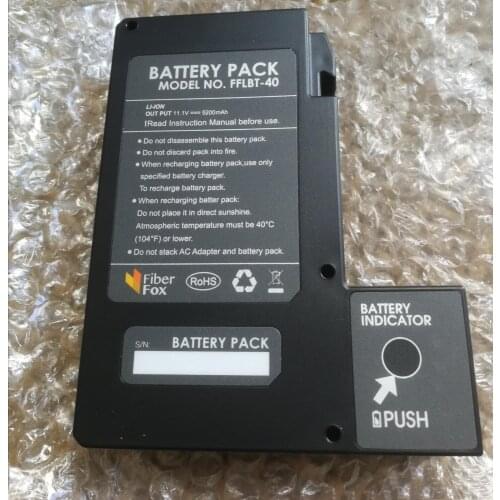 BATTERY PACK
MODEL NO. FFLBT-40
LI-ION
OUT PUT 11.1V⎓5200mAh
!Read Instruction Manual before use.
• Do not disassemble this battery pack.
• Do not discard pack into fire.
• When recharging battery pack,use only
specified battery charger.
To recharge battery pack.
• When recharging batter pack:
Do not place it in direct sunshine.
Atmospheric temperature must be 40°C
(104°F) or lower.
• Do not stack AC Adapter and battery pack.
Fiber
Fox
RoHS
S/N:
BATTERY PACK
BATTERY
INDICATOR
PUSH